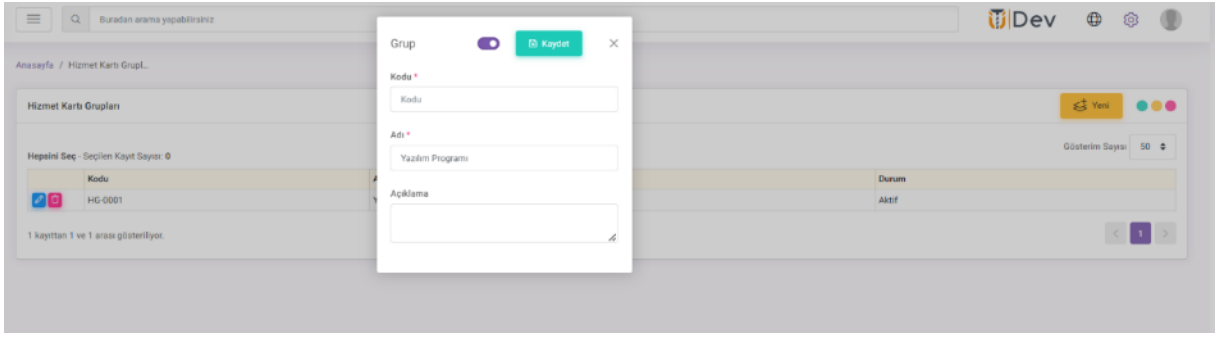 Buradan arama yapabilirsiniz
Dev
Anasayfa / Hizmet Kartı Grupl...
Grup
Kaydet
Kodu *
Kodu
Adı *
Yazılım Programı
Açıklama
Hizmet Kartı Grupları
Yeni
Gösterim Sayısı 50
Hepsini Seç - Seçilen Kayıt Sayısı: 0
Kodu Durum
HG-0001 Aktif
1 kayıttan 1 ve 1 arası gösteriliyor.
< 1 >